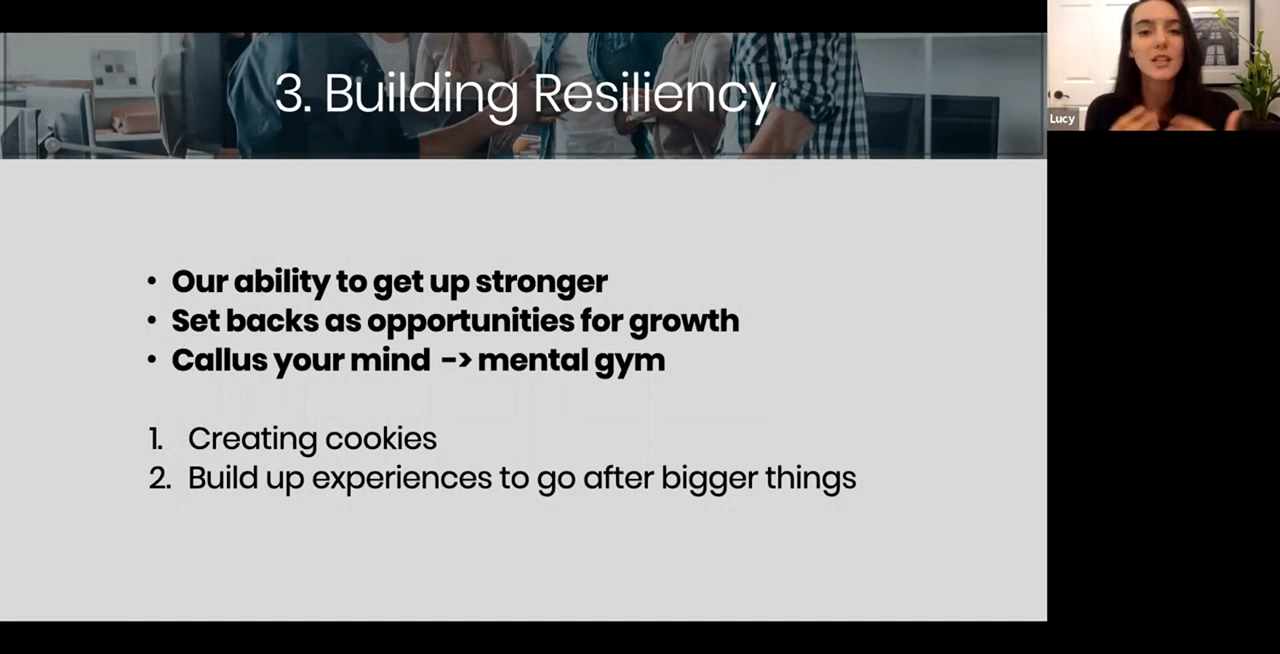 3. Building Resiliency
Lucy
• Our ability to get up stronger
• Set backs as opportunities for growth
• Callus your mind -> mental gym
1. Creating cookies
2. Build up experiences to go after bigger things